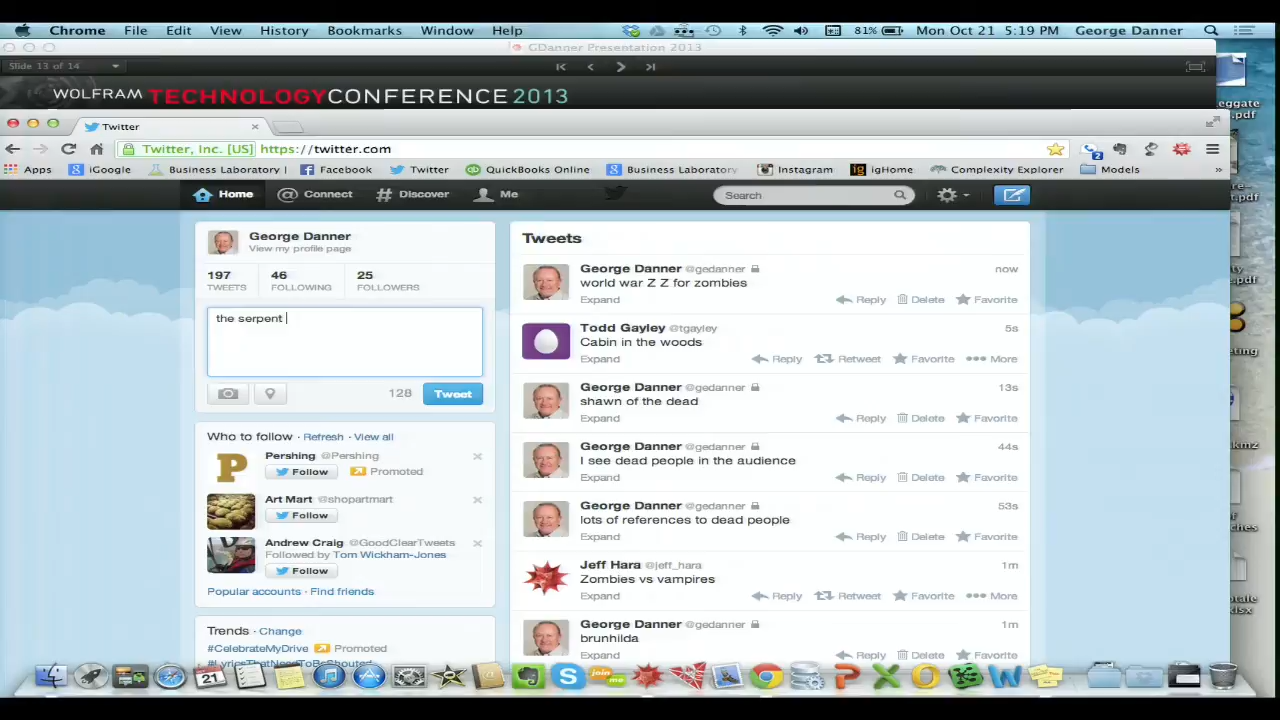 Chrome File Edit View History Bookmarks Window Help 81% Mon Oct 21 5:19 PM George Danner
GDanner Presentation 2013
Slide 13 of 14
WOLFRAM TECHNOLOGYCONFERENCE 2013
Twitter
Twitter, Inc. [US] https://twitter.com
2
Apps iGoogle Business Laboratory Facebook Twitter QuickBooks Online Business Laboratory Instagram igHome Complexity Explorer Models »
Home Connect Discover Me Search
George Danner
View my profile page
197 46 25
TWEETS FOLLOWING FOLLOWERS
the serpent
128 Tweet
Who to follow · Refresh · View all
Pershing @Pershing
Follow Promoted
Art Mart @shopartmart
Follow
Andrew Craig @GoodClearTweets
Followed by Tom Wickham-Jones
Follow
Popular accounts · Find friends
Trends · Change
#CelebrateMyDrive Promoted
#LyricsThatNeedToBeShouted
Tweets
George Danner @gedanner now
world war Z Z for zombies
Expand Reply Delete Favorite
Todd Gayley @tgayley 5s
Cabin in the woods
Expand Reply Retweet Favorite More
George Danner @gedanner 13s
shawn of the dead
Expand Reply Delete Favorite
George Danner @gedanner 44s
I see dead people in the audience
Expand Reply Delete Favorite
George Danner @gedanner 53s
lots of references to dead people
Expand Reply Delete Favorite
Jeff Hara @jeff_hara 1m
Zombies vs vampires
Expand Reply Retweet Favorite More
George Danner @gedanner 1m
brunhilda
Expand Reply Delete Favorite
21
join me